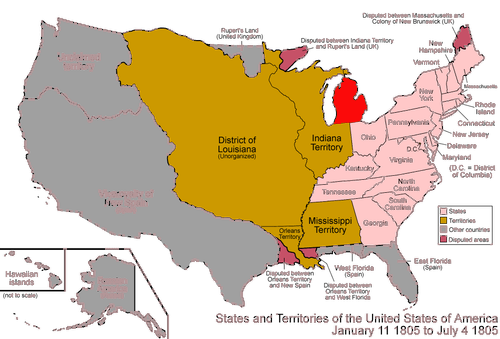 Disputed between Massachusetts and
Colony of New Brunswick (UK)
Rupert's Land
(United Kingdom)
Disputed between Indiana Territory
and Rupert's Land (UK)
New
Hampshire
Vermont
Massachusetts
New
York
Rhode
Island
Connecticut
New Jersey
Pennsylvania
Delaware
Maryland
(D.C. = District
of Columbia)
D.C.
Ohio
Indiana
Territory
District of
Louisiana
(Unorganized)
Virginia
Kentucky
North
Carolina
Tennessee
South
Carolina
Mississippi
Territory
Georgia
Orleans
Territory
States
Territories
Other countries
Disputed areas
Hawaiian
islands
(not to scale)
Disputed between
Orleans Territory
and New Spain
West Florida
(Spain)
Disputed between
Orleans Territory
and West Florida
East Florida
(Spain)
States and Territories of the United States of America
January 11 1805 to July 4 1805